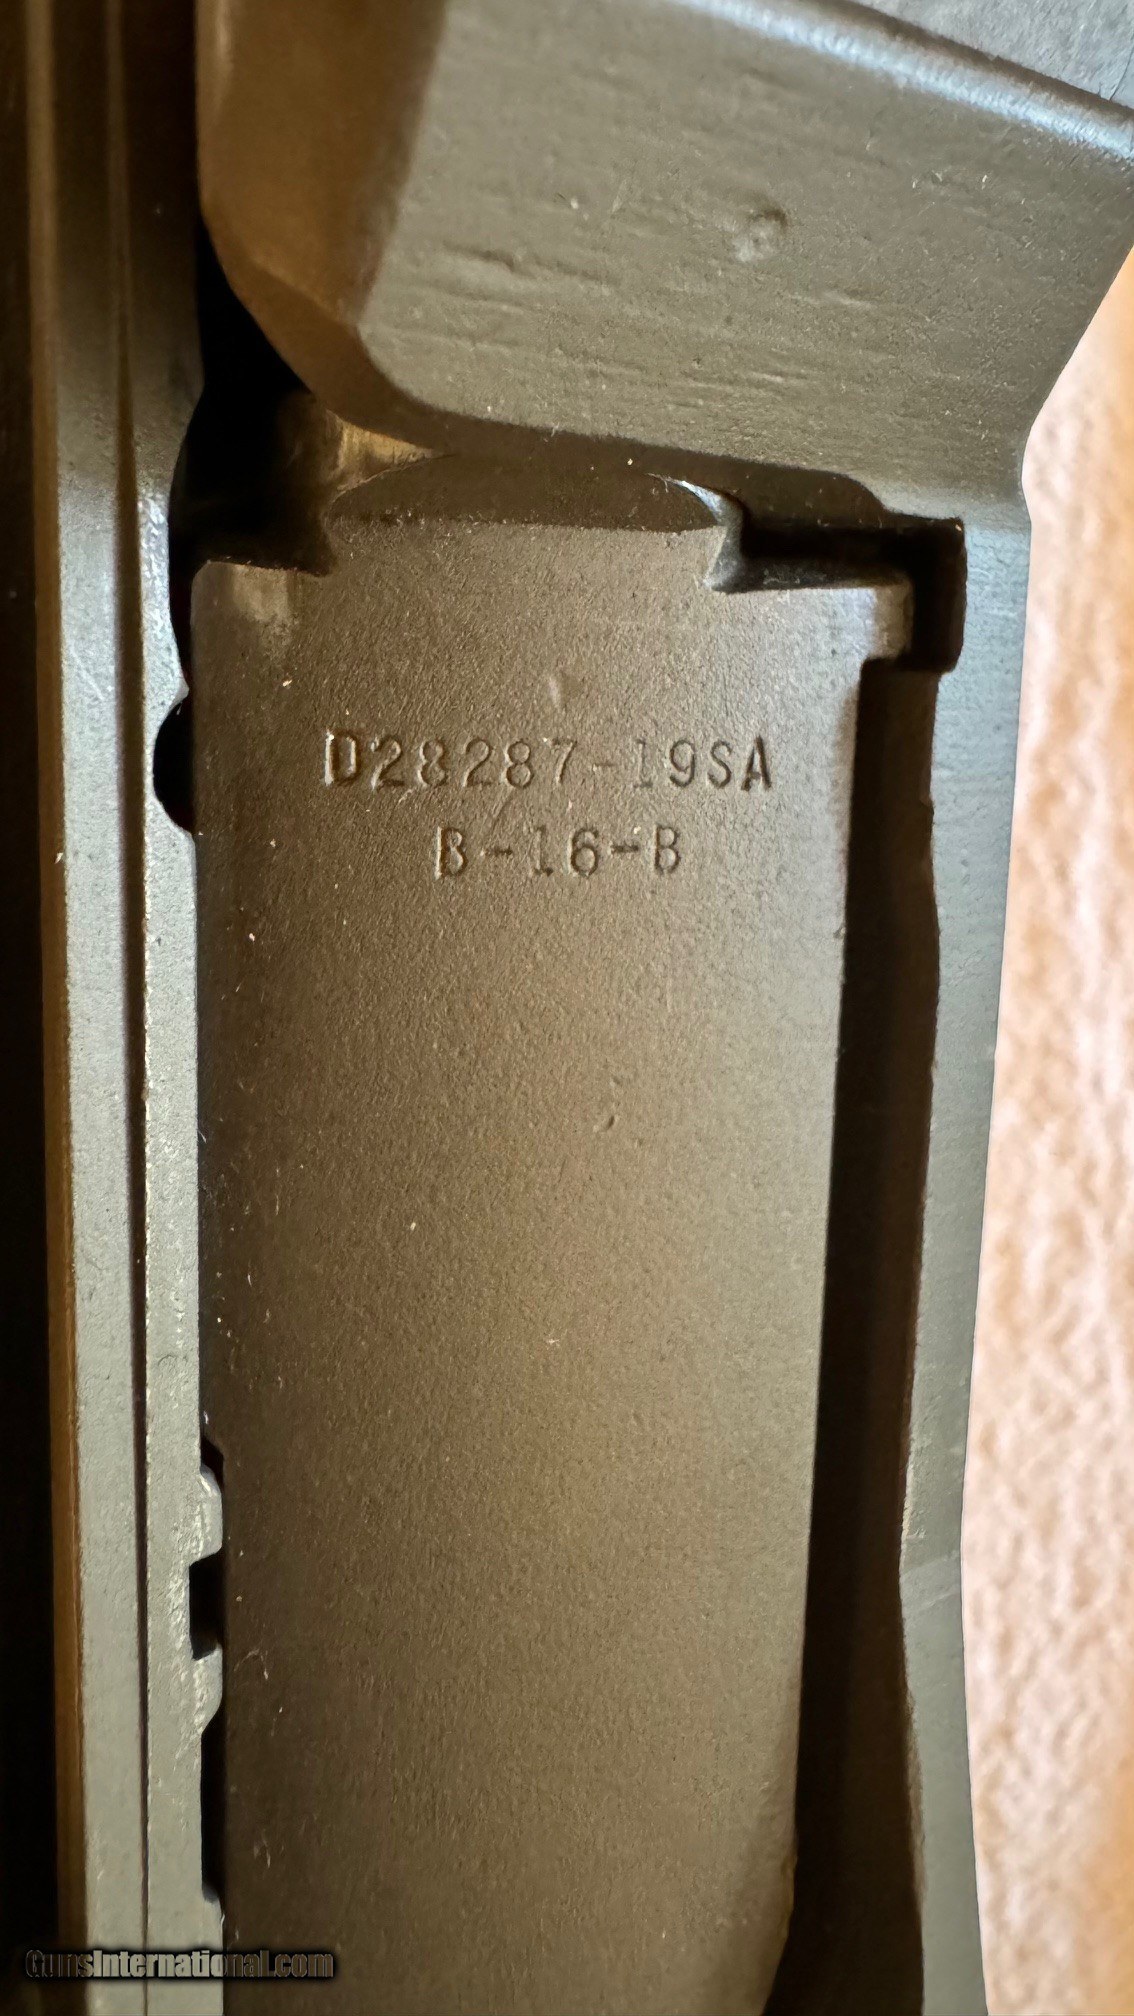 D28287-19SA
B-16-B
GunsInternational.com